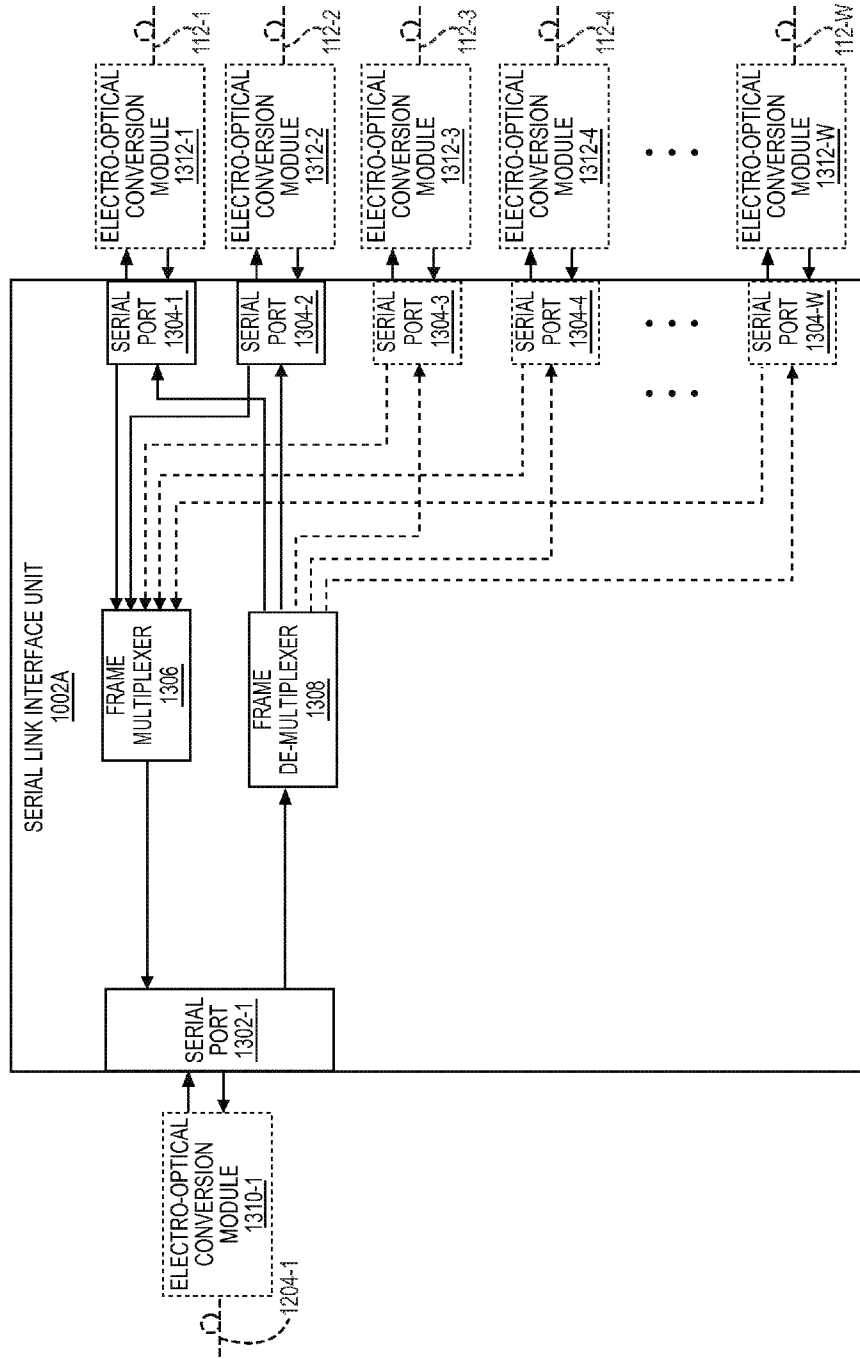 SERIAL LINK INTERFACE UNIT
1002A
ELECTRO-OPTICAL
CONVERSION
MODULE
1310-1
1204-1
SERIAL
PORT
1302-1
FRAME
MULTIPLEXER
1306
FRAME
DE-MULTIPLEXER
1308
SERIAL
PORT
1304-1
SERIAL
PORT
1304-2
SERIAL
PORT
1304-3
SERIAL
PORT
1304-4
SERIAL
PORT
1304-W
ELECTRO-OPTICAL
CONVERSION
MODULE
1312-1
112-1
ELECTRO-OPTICAL
CONVERSION
MODULE
1312-2
112-2
ELECTRO-OPTICAL
CONVERSION
MODULE
1312-3
112-3
ELECTRO-OPTICAL
CONVERSION
MODULE
1312-4
112-4
ELECTRO-OPTICAL
CONVERSION
MODULE
1312-W
112-W